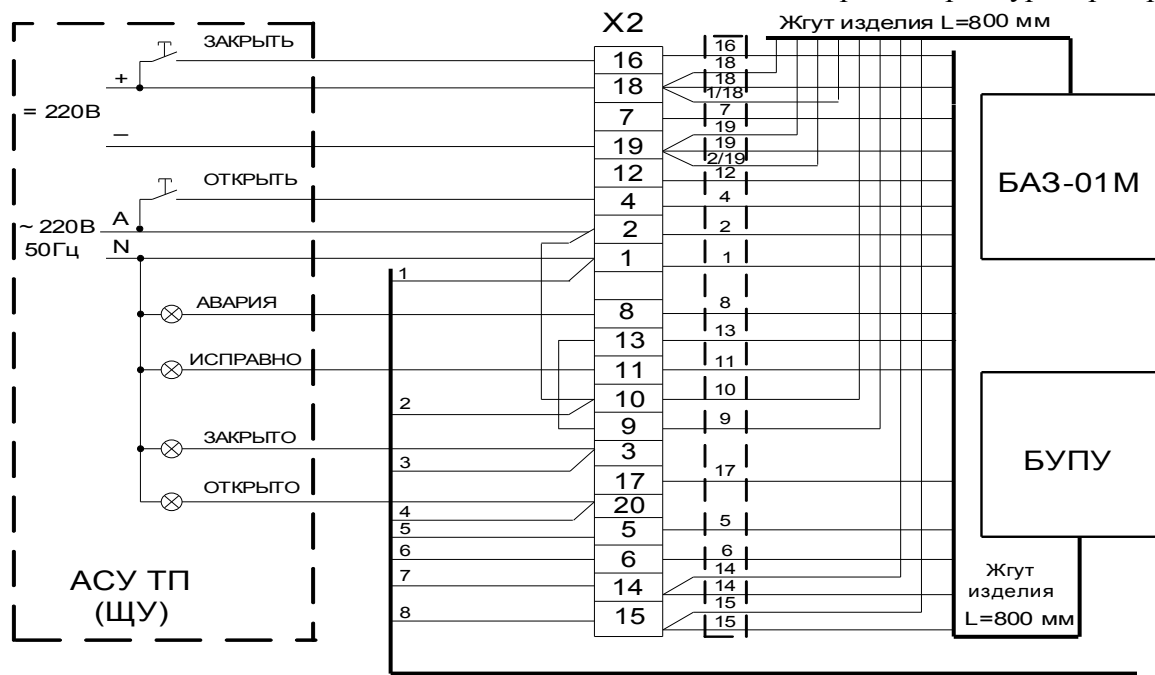 Жгут изделия L=800 мм
X2
ЗАКРЫТЬ
+
= 220В
–
ОТКРЫТЬ
~ 220В
A
50Гц
N
АВАРИЯ
ИСПРАВНО
ЗАКРЫТО
ОТКРЫТО
АСУ ТП
(ЩУ)
1
2
3
4
5
6
7
8
16
18
7
19
12
4
2
1
8
13
11
10
9
3
17
20
5
6
14
15
16
18
18
1/18
7
19
19
2/19
12
4
2
1
8
13
11
10
9
17
5
6
14
14
15
15
БАЗ-01М
БУПУ
Жгут
изделия
L=800 мм